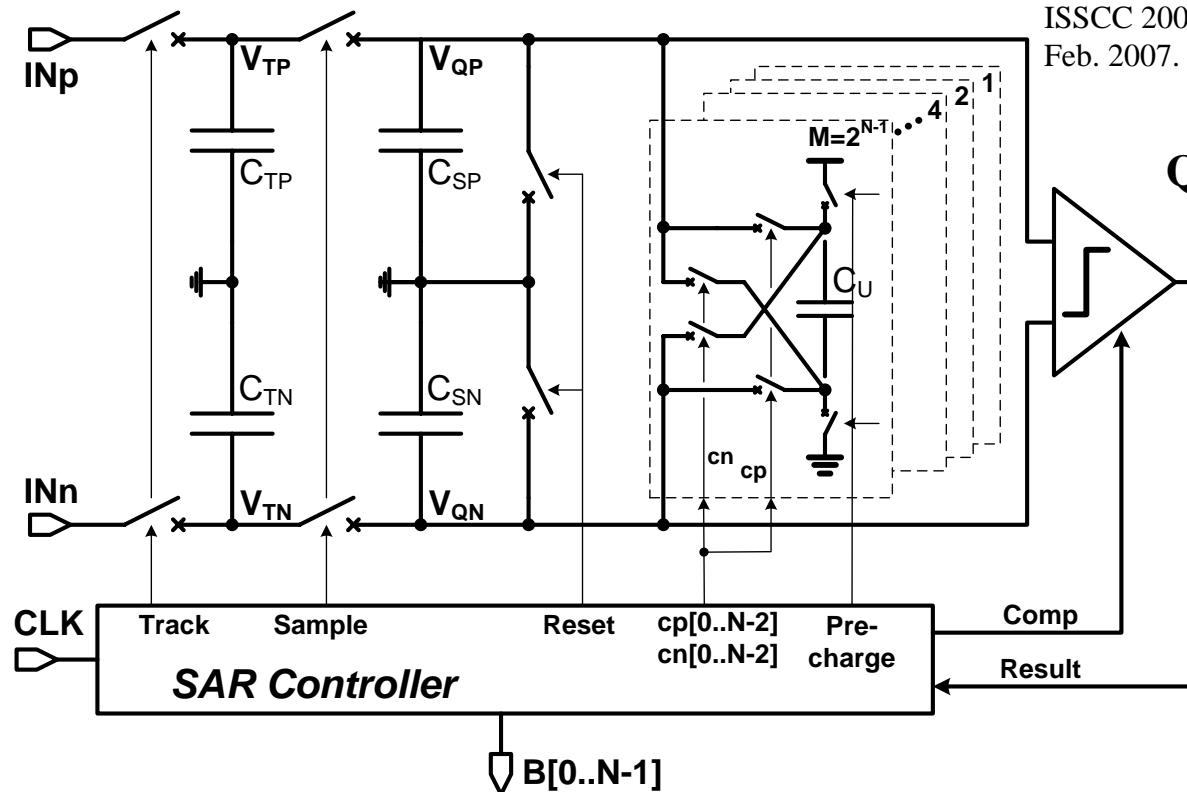 ISSCC 200
Feb. 2007.
INp
V_TP
V_QP
1
2
4
M=2^N-1
Q
C_TP
C_SP
C_U
C_TN
C_SN
cn
cp
INn
V_TN
V_QN
CLK
Track Sample Reset cp[0..N-2] Pre-
cn[0..N-2] charge
Comp
SAR Controller
Result
B[0..N-1]